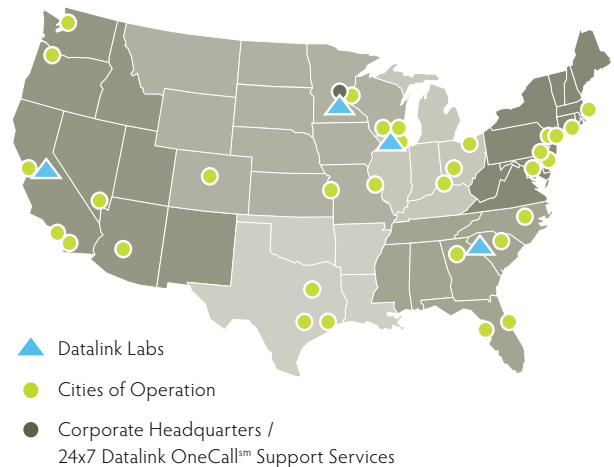 Datalink Labs
Cities of Operation
Corporate Headquarters /
24x7 Datalink OneCall℠ Support Services